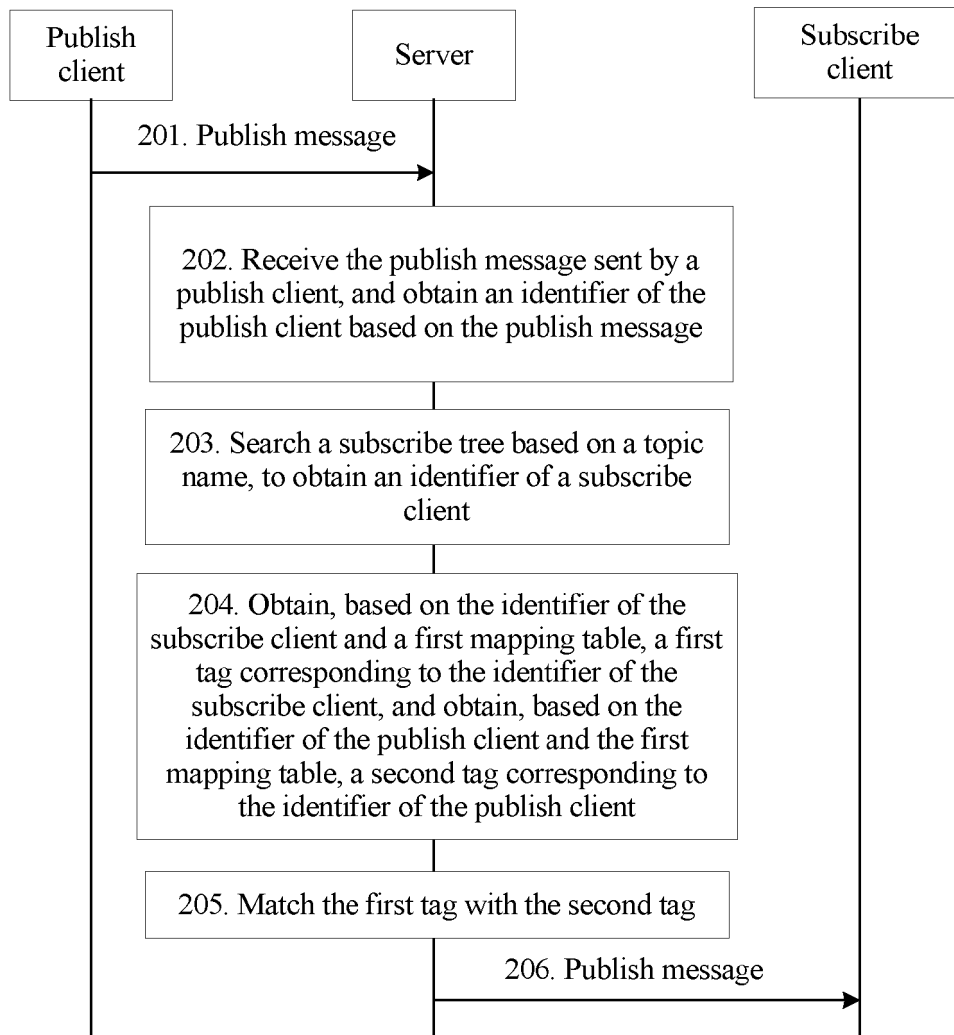 Publish
client
Server
Subscribe
client
201. Publish message
202. Receive the publish message sent by a
publish client, and obtain an identifier of the
publish client based on the publish message
203. Search a subscribe tree based on a topic
name, to obtain an identifier of a subscribe
client
204. Obtain, based on the identifier of the
subscribe client and a first mapping table, a first
tag corresponding to the identifier of the
subscribe client, and obtain, based on the
identifier of the publish client and the first
mapping table, a second tag corresponding to
the identifier of the publish client
205. Match the first tag with the second tag
206. Publish message